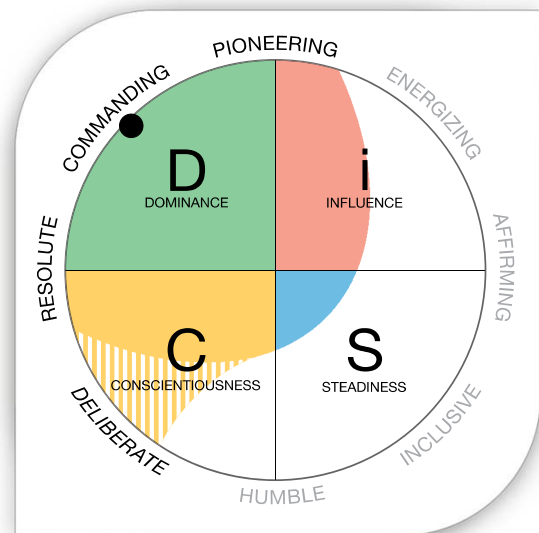 PIONEERING
ENERGIZING
COMMANDING
D
DOMINANCE
i
INFLUENCE
RESOLUTE
AFFIRMING
C
CONSCIENTIOUSNESS
S
STEADINESS
DELIBERATE
INCLUSIVE
HUMBLE